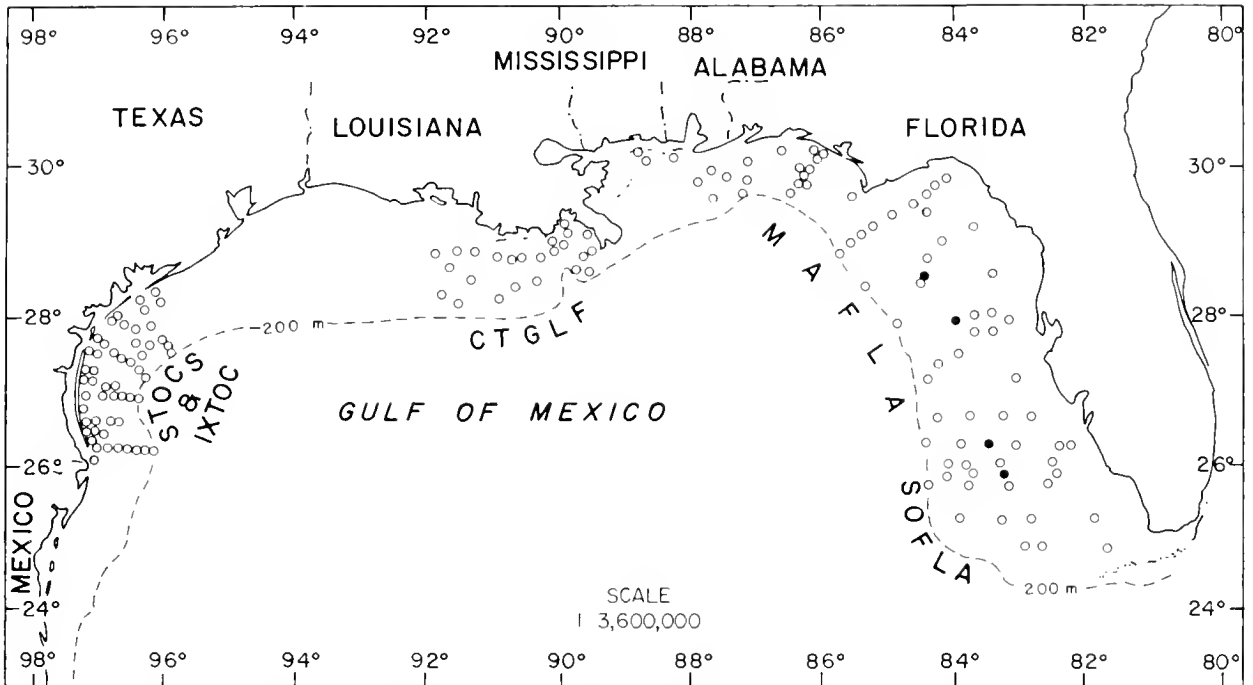 98° 96° 94° 92° 90° 88° 86° 84° 82° 80°
MISSISSIPPI
ALABAMA
TEXAS
LOUISIANA
FLORIDA
30° 30°
MAFFLA
28° 200 m 28°
CTGLF
STOCS
&
IXTOC
GULF OF MEXICO
26° 26°
SOFLA
MEXICO
200 m
24° 24°
SCALE
1 3,600,000
98° 96° 94° 92° 90° 88° 86° 84° 82° 80°